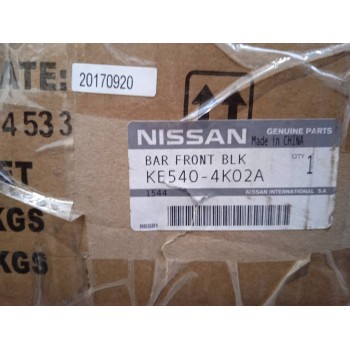 ATE: 20170920
4533
ET
KGS
KGS
NISSAN GENUINE PARTS
Made in CHINA
BAR FRONT BLK QTY
KE540-4K02A 1
1544 NISSAN INTERNATIONAL S.A